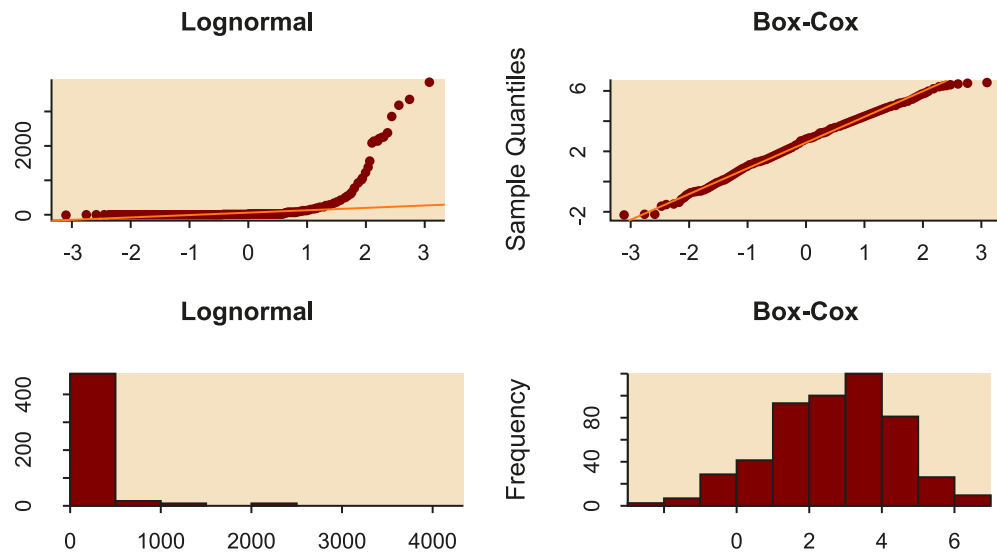 Lognormal
2000
0
-3 -2 -1 0 1 2 3
Box-Cox
Sample Quantiles
6
2
-2
-3 -2 -1 0 1 2 3
Lognormal
400
200
0
0 1000 2000 3000 4000
Box-Cox
Frequency
80
40
0
0 2 4 6